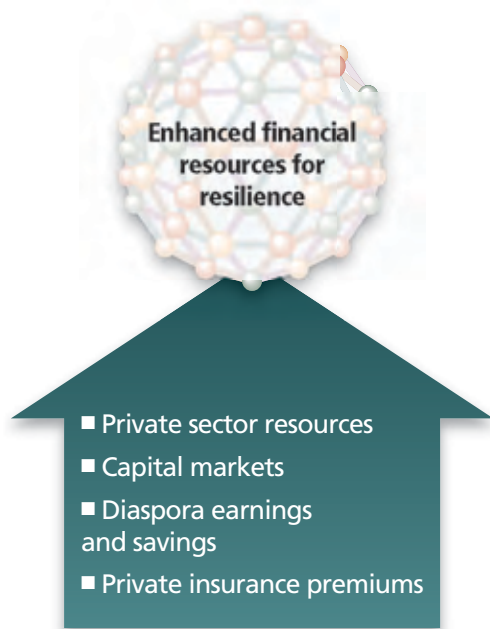 Enhanced financial
resources for
resilience
■ Private sector resources
■ Capital markets
■ Diaspora earnings
and savings
■ Private insurance premiums